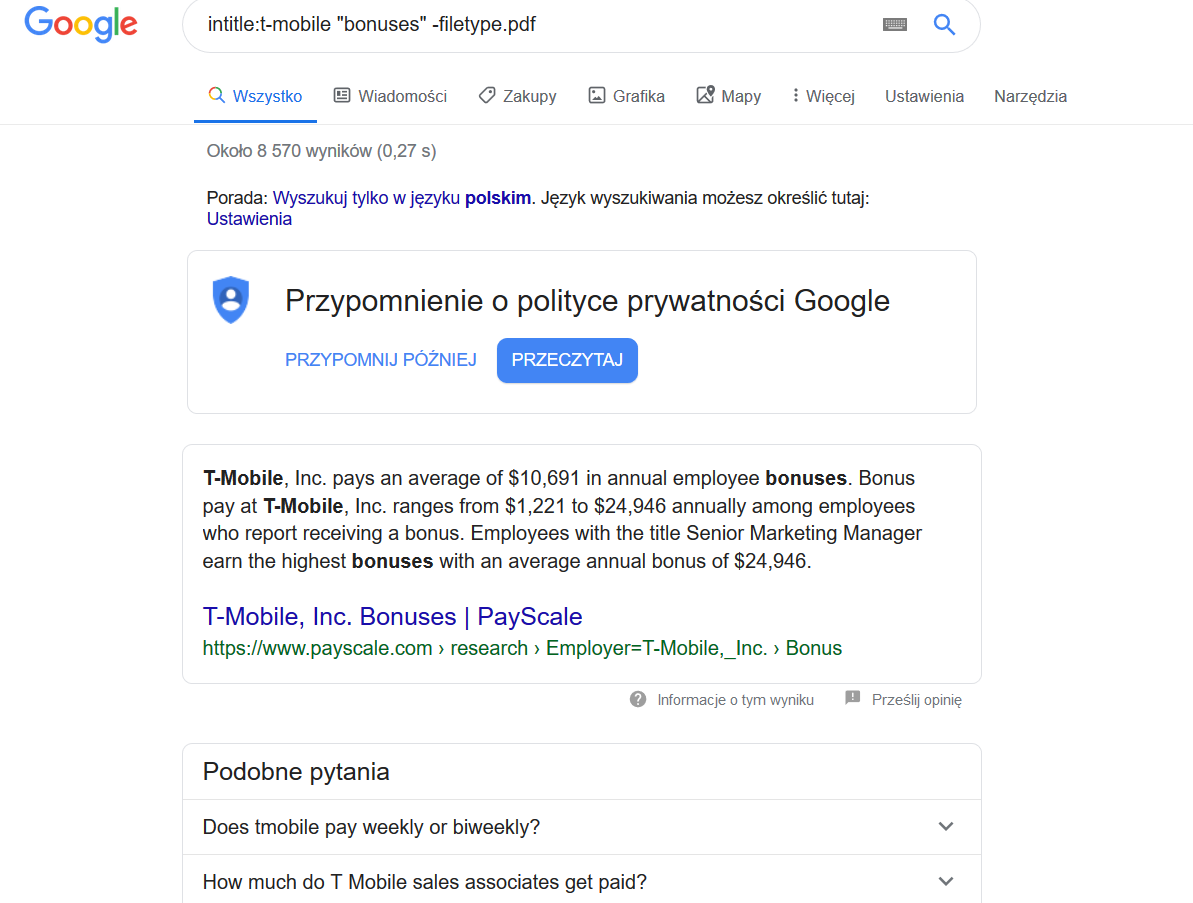 Google
intitle:t-mobile "bonuses" -filetype.pdf
Wszystko Wiadomości Zakupy Grafika Mapy Więcej Ustawienia Narzędzia
Około 8 570 wyników (0,27 s)
Porada: Wyszukuj tylko w języku polskim. Język wyszukiwania możesz określić tutaj:
Ustawienia
Przypomnienie o polityce prywatności Google
PRZYPOMNIJ PÓŹNIEJ PRZECZYTAJ
T-Mobile, Inc. pays an average of $10,691 in annual employee bonuses. Bonus
pay at T-Mobile, Inc. ranges from $1,221 to $24,946 annually among employees
who report receiving a bonus. Employees with the title Senior Marketing Manager
earn the highest bonuses with an average annual bonus of $24,946.
T-Mobile, Inc. Bonuses | PayScale
https://www.payscale.com › research › Employer=T-Mobile,_Inc. › Bonus
Informacje o tym wyniku Prześlij opinię
Podobne pytania
Does tmobile pay weekly or biweekly?
How much do T Mobile sales associates get paid?